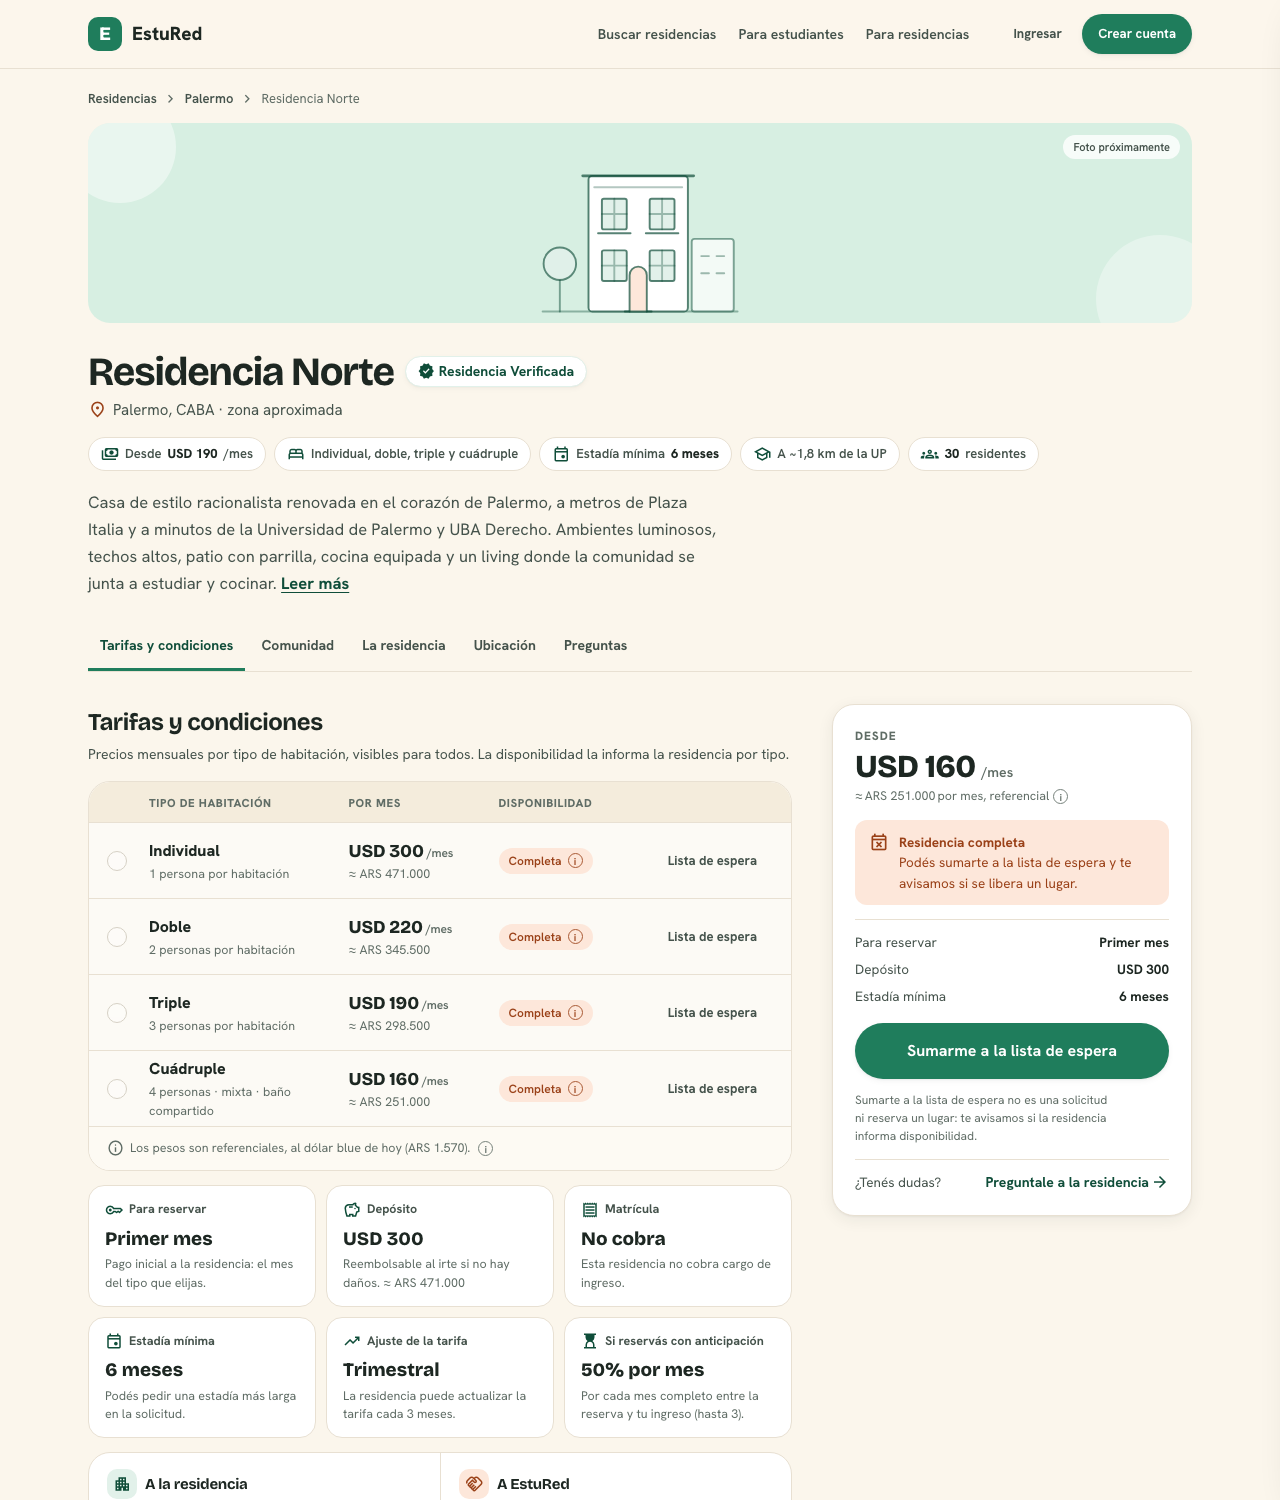 E EstuRed
Buscar residencias Para estudiantes Para residencias Ingresar Crear cuenta
Residencias > Palermo > Residencia Norte
Foto próximamente
Residencia Norte Residencia Verificada
Palermo, CABA · zona aproximada
Desde USD 190 /mes Individual, doble, triple y cuádruple Estadía mínima 6 meses A ~1,8 km de la UP 30 residentes
Casa de estilo racionalista renovada en el corazón de Palermo, a metros de Plaza
Italia y a minutos de la Universidad de Palermo y UBA Derecho. Ambientes luminosos,
techos altos, patio con parrilla, cocina equipada y un living donde la comunidad se
junta a estudiar y cocinar. Leer más
Tarifas y condiciones Comunidad La residencia Ubicación Preguntas
Tarifas y condiciones
Precios mensuales por tipo de habitación, visibles para todos. La disponibilidad la informa la residencia por tipo.
TIPO DE HABITACIÓN POR MES DISPONIBILIDAD
Individual USD 300 /mes Completa Lista de espera
1 persona por habitación ≈ ARS 471.000
Doble USD 220 /mes Completa Lista de espera
2 personas por habitación ≈ ARS 345.500
Triple USD 190 /mes Completa Lista de espera
3 personas por habitación ≈ ARS 298.500
Cuádruple USD 160 /mes Completa Lista de espera
4 personas · mixta · baño ≈ ARS 251.000
compartido
Los pesos son referenciales, al dólar blue de hoy (ARS 1.570).
Para reservar
Primer mes
Pago inicial a la residencia: el mes
del tipo que elijas.
Depósito
USD 300
Reembolsable al irte si no hay
daños. ≈ ARS 471.000
Matrícula
No cobra
Esta residencia no cobra cargo de
ingreso.
Estadía mínima
6 meses
Podés pedir una estadía más larga
en la solicitud.
Ajuste de la tarifa
Trimestral
La residencia puede actualizar la
tarifa cada 3 meses.
Si reservás con anticipación
50% por mes
Por cada mes completo entre la
reserva y tu ingreso (hasta 3).
A la residencia A EstuRed
DESDE
USD 160 /mes
≈ ARS 251.000 por mes, referencial
Residencia completa
Podés sumarte a la lista de espera y te
avisamos si se libera un lugar.
Para reservar Primer mes
Depósito USD 300
Estadía mínima 6 meses
Sumarme a la lista de espera
Sumarte a la lista de espera no es una solicitud
ni reserva un lugar: te avisamos si la residencia
informa disponibilidad.
¿Tenés dudas? Preguntale a la residencia →